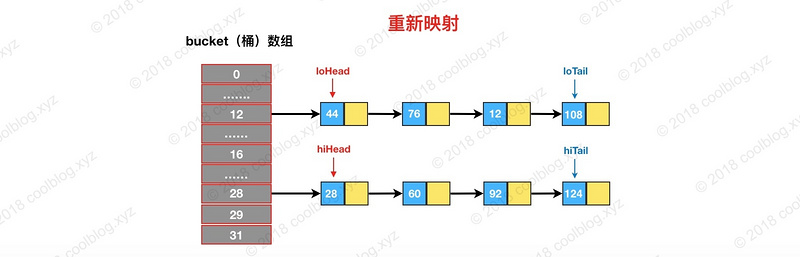 重新映射
bucket（桶）数组
0
.......
12
......
16
......
28
29
31
loHead
loTail
44
76
12
108
hiHead
hiTail
28
60
92
124
© 2018 coolblog.xyz